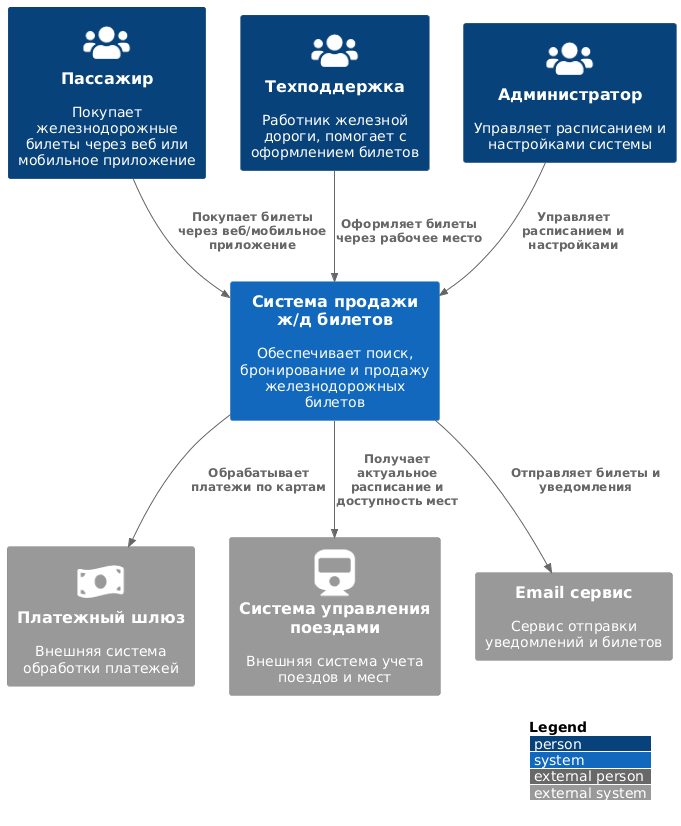 Пассажир
Покупает
железнодорожные
билеты через веб или
мобильное приложение
Техподдержка
Работник железной
дороги, помогает с
оформлением билетов
Администратор
Управляет расписанием и
настройками системы
Покупает билеты
через веб/мобильное
приложение
Оформляет билеты
через рабочее место
Управляет
расписанием и
настройками
Система продажи
ж/д билетов
Обеспечивает поиск,
бронирование и продажу
железнодорожных
билетов
Обрабатывает
платежи по картам
Получает
актуальное
расписание и
доступность мест
Отправляет билеты и
уведомления
Платежный шлюз
Внешняя система
обработки платежей
Система управления
поездами
Внешняя система учета
поездов и мест
Email сервис
Сервис отправки
уведомлений и билетов
Legend
person
system
external person
external system